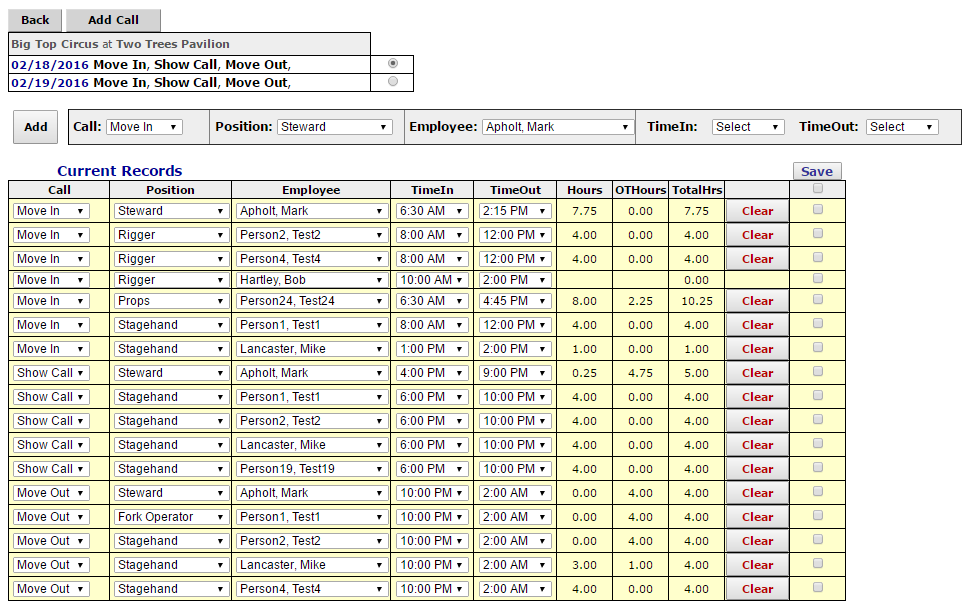 Back Add Call
Big Top Circus at Two Trees Pavilion
02/18/2016 Move In, Show Call, Move Out,
02/19/2016 Move In, Show Call, Move Out,
Add Call: Move In Position: Steward Employee: Apholt, Mark TimeIn: Select TimeOut: Select
Current Records Save
Call Position Employee TimeIn TimeOut Hours OTHours TotalHrs
Move In Steward Apholt, Mark 6:30 AM 2:15 PM 7.75 0.00 7.75 Clear
Move In Rigger Person2, Test2 8:00 AM 12:00 PM 4.00 0.00 4.00 Clear
Move In Rigger Person4, Test4 8:00 AM 12:00 PM 4.00 0.00 4.00 Clear
Move In Rigger Hartley, Bob 10:00 AM 2:00 PM 0.00
Move In Props Person24, Test24 6:30 AM 4:45 PM 8.00 2.25 10.25 Clear
Move In Stagehand Person1, Test1 8:00 AM 12:00 PM 4.00 0.00 4.00 Clear
Move In Stagehand Lancaster, Mike 1:00 PM 2:00 PM 1.00 0.00 1.00 Clear
Show Call Steward Apholt, Mark 4:00 PM 9:00 PM 0.25 4.75 5.00 Clear
Show Call Stagehand Person1, Test1 6:00 PM 10:00 PM 4.00 0.00 4.00 Clear
Show Call Stagehand Person2, Test2 6:00 PM 10:00 PM 4.00 0.00 4.00 Clear
Show Call Stagehand Lancaster, Mike 6:00 PM 10:00 PM 4.00 0.00 4.00 Clear
Show Call Stagehand Person19, Test19 6:00 PM 10:00 PM 4.00 0.00 4.00 Clear
Move Out Steward Apholt, Mark 10:00 PM 2:00 AM 0.00 4.00 4.00 Clear
Move Out Fork Operator Person1, Test1 10:00 PM 2:00 AM 0.00 4.00 4.00 Clear
Move Out Stagehand Person2, Test2 10:00 PM 2:00 AM 0.00 4.00 4.00 Clear
Move Out Stagehand Lancaster, Mike 10:00 PM 2:00 AM 3.00 1.00 4.00 Clear
Move Out Stagehand Person4, Test4 10:00 PM 2:00 AM 4.00 0.00 4.00 Clear